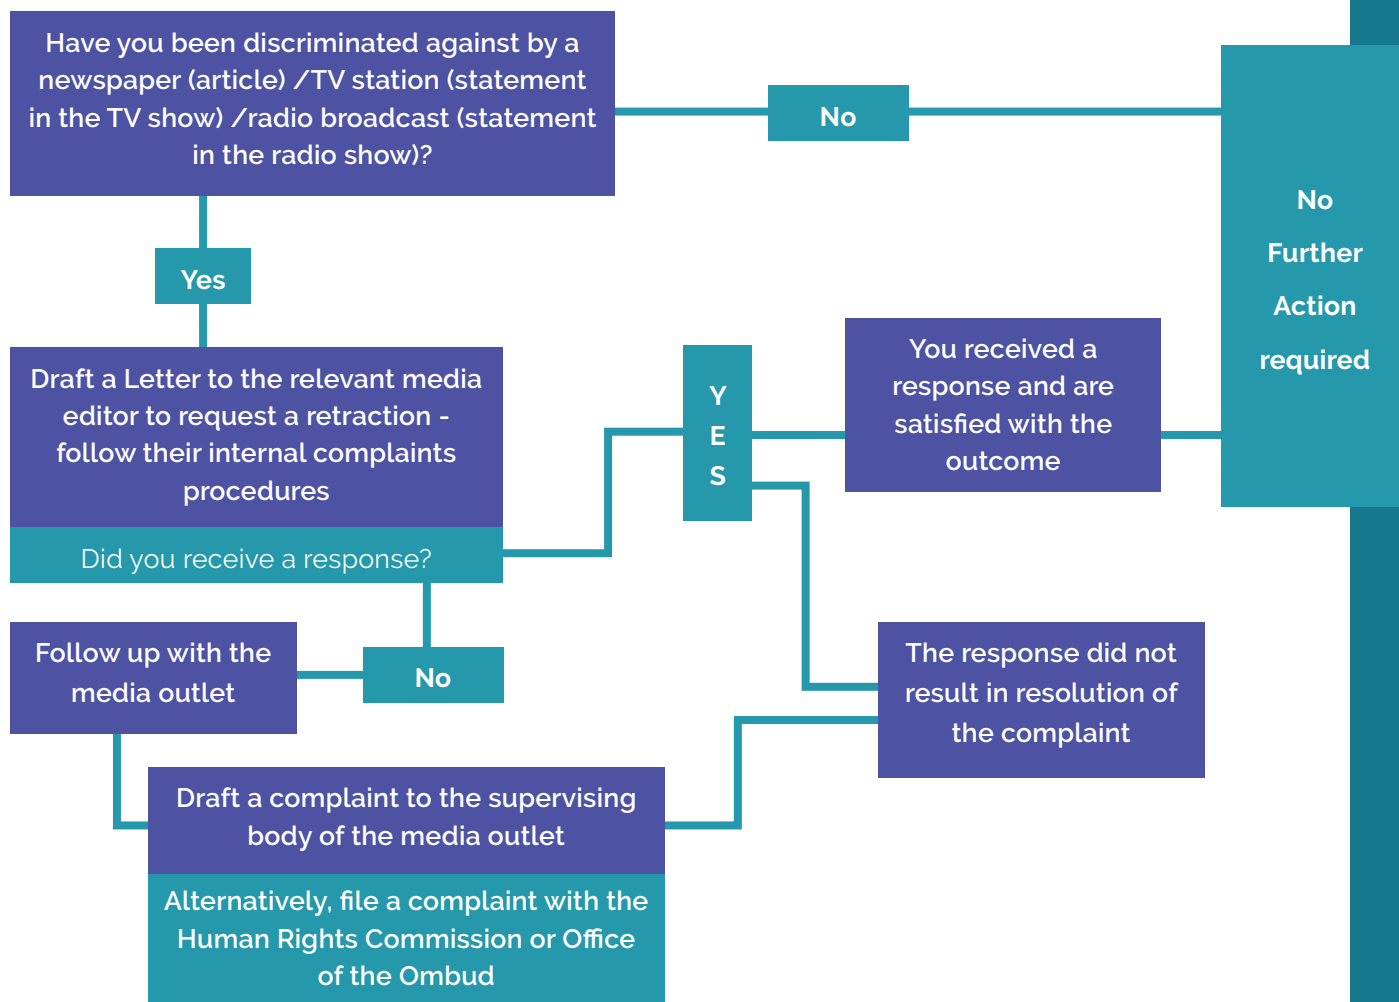 Have you been discriminated against by a
newspaper (article) /TV station (statement
in the TV show) /radio broadcast (statement
in the radio show)?
No
No
Further
Action
required
Yes
Draft a Letter to the relevant media
editor to request a retraction -
follow their internal complaints
procedures
Did you receive a response?
Y
E
S
You received a
response and are
satisfied with the
outcome
No
Follow up with the
media outlet
The response did not
result in resolution of
the complaint
Draft a complaint to the supervising
body of the media outlet
Alternatively, file a complaint with the
Human Rights Commission or Office
of the Ombud